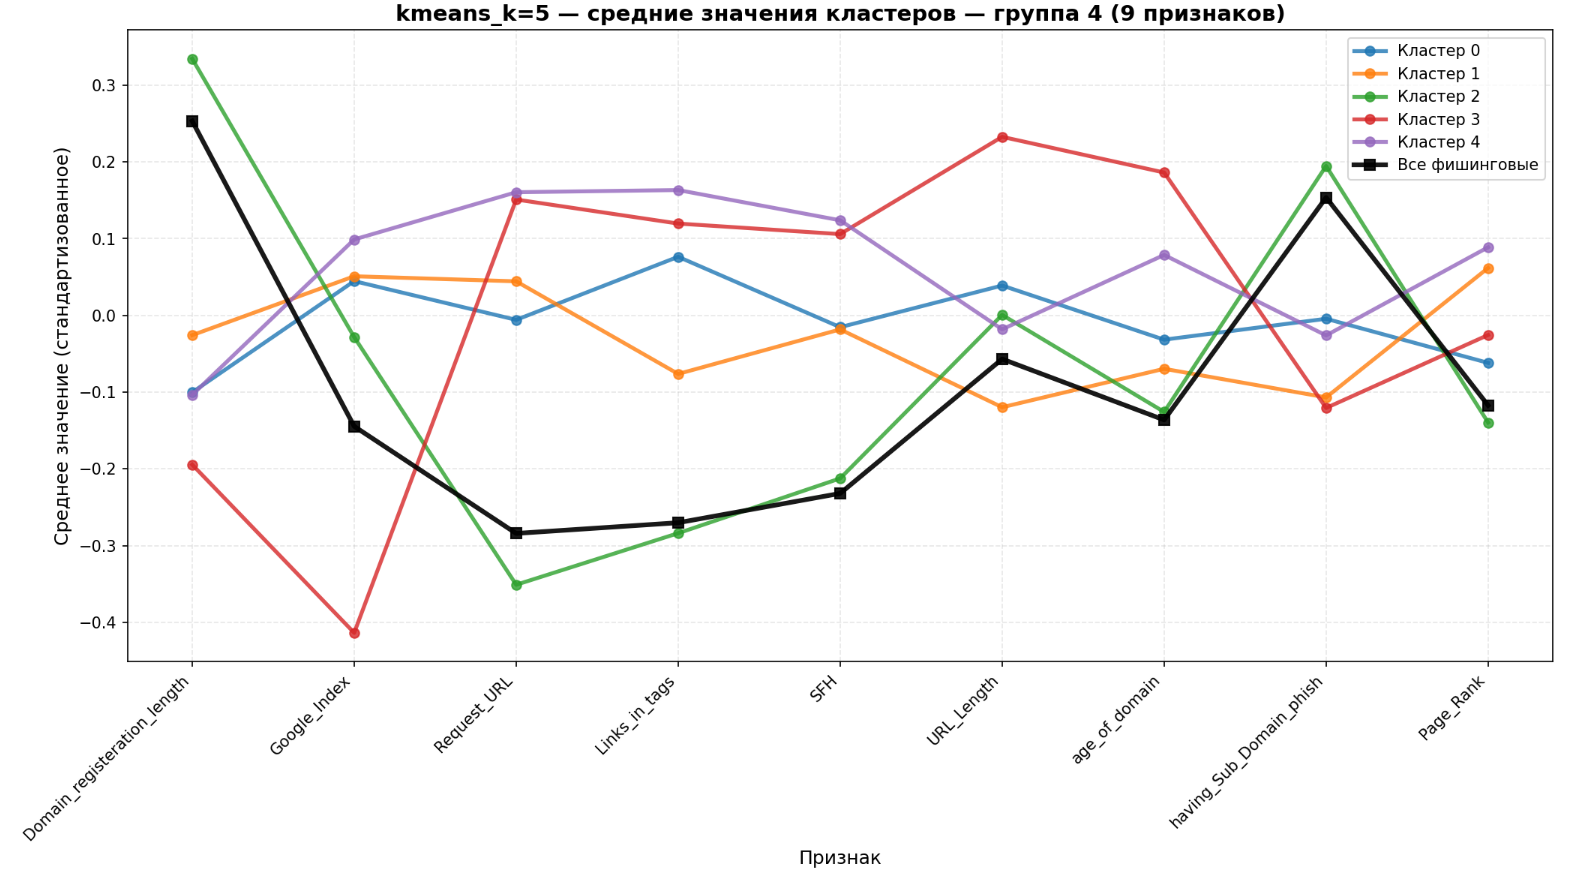 kmeans_k=5 — средние значения кластеров — группа 4 (9 признаков)
Кластер 0
Кластер 1
Кластер 2
Кластер 3
Кластер 4
Все фишинговые
Среднее значение (стандартизованное)
0.3
0.2
0.1
0.0
−0.1
−0.2
−0.3
−0.4
Domain_registeration_length
Google_Index
Request_URL
Links_in_tags
SFH
URL_Length
age_of_domain
having_Sub_Domain_phish
Page_Rank
Признак